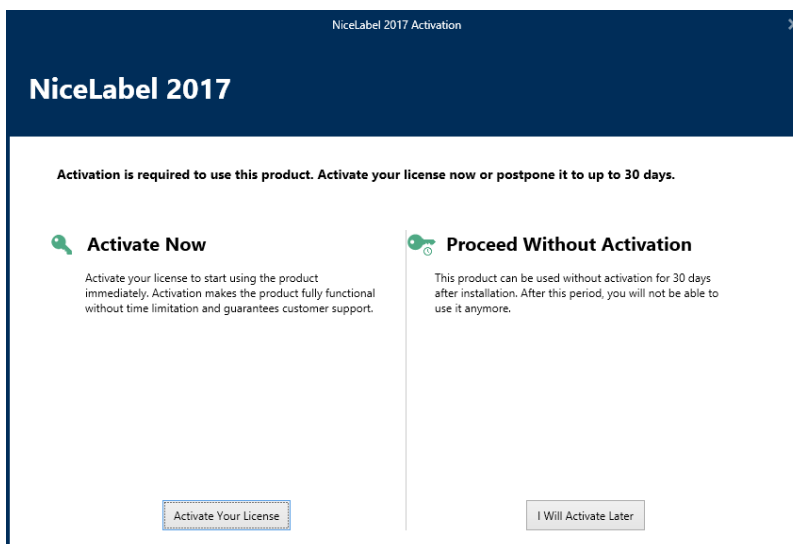 NiceLabel 2017 Activation
NiceLabel 2017
Activation is required to use this product. Activate your license now or postpone it to up to 30 days.
Activate Now
Activate your license to start using the product
immediately. Activation makes the product fully functional
without time limitation and guarantees customer support.
Activate Your License
Proceed Without Activation
This product can be used without activation for 30 days
after installation. After this period, you will not be able to
use it anymore.
I Will Activate Later